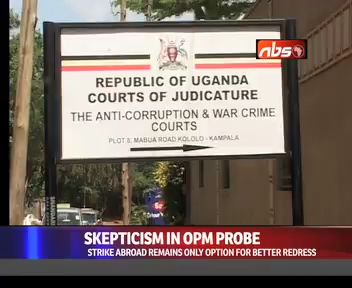 nbs
REPUBLIC OF UGANDA
COURTS OF JUDICATURE
THE ANTI-CORRUPTION & WAR CRIME
COURTS
PLOT 8, MABUA ROAD KOLOLO - KAMPALA
SKEPTICISM IN OPM PROBE
STRIKE ABROAD REMAINS ONLY OPTION FOR BETTER REDRESS